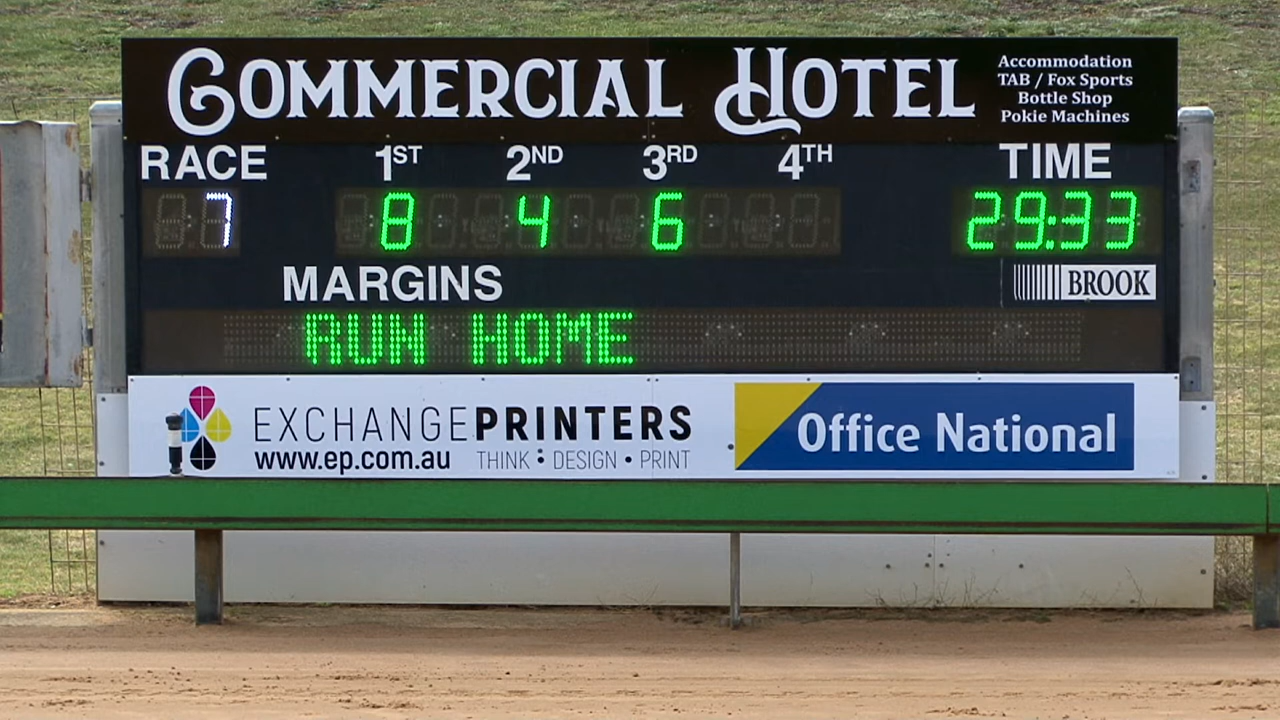 COMMERCIAL HOTEL
Accommodation
TAB / Fox Sports
Bottle Shop
Pokie Machines
RACE 1ST 2ND 3RD 4TH TIME
7 8 4 6 29:33
MARGINS
BROOK
RUN HOME
EXCHANGEPRINTERS
www.ep.com.au THINK • DESIGN • PRINT
Office National